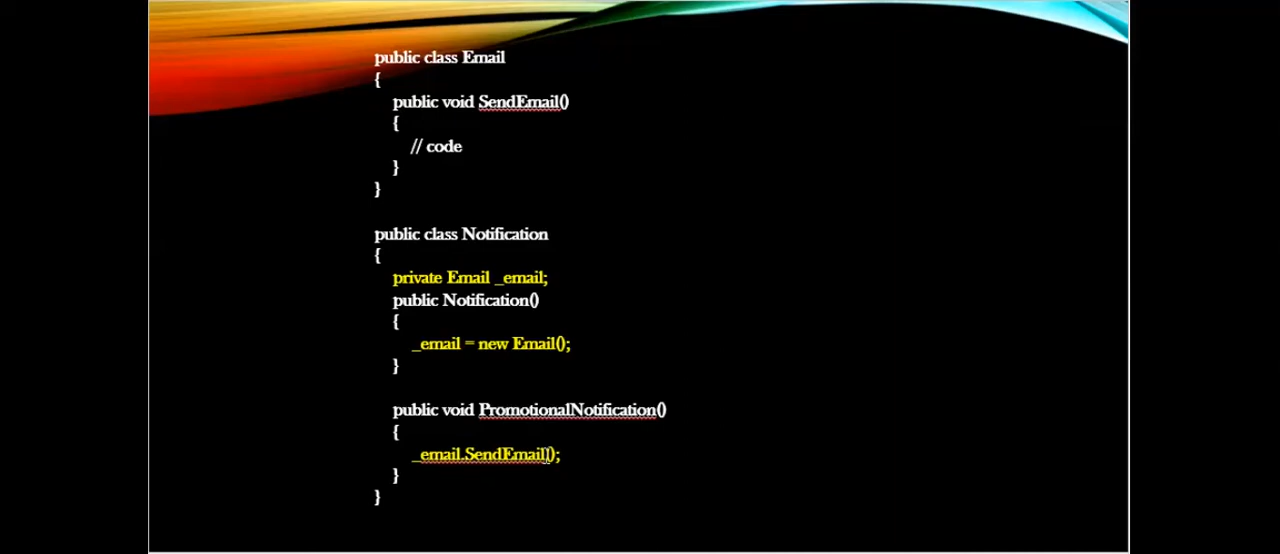 public class Email
{
public void SendEmail()
{
// code
}
}
public class Notification
{
private Email _email;
public Notification()
{
_email = new Email();
}
public void PromotionalNotification()
{
_email.SendEmail();
}
}